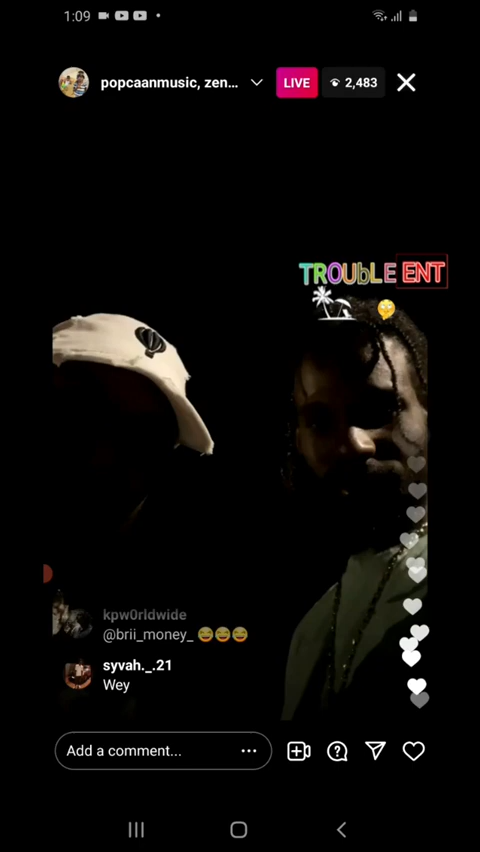 1:09
popcaanmusic, zen...
LIVE
2,483
TROUbLE ENT
kpw0rldwide
@brii_money_ 😂😂😂
syvah._.21
Wey
Add a comment...